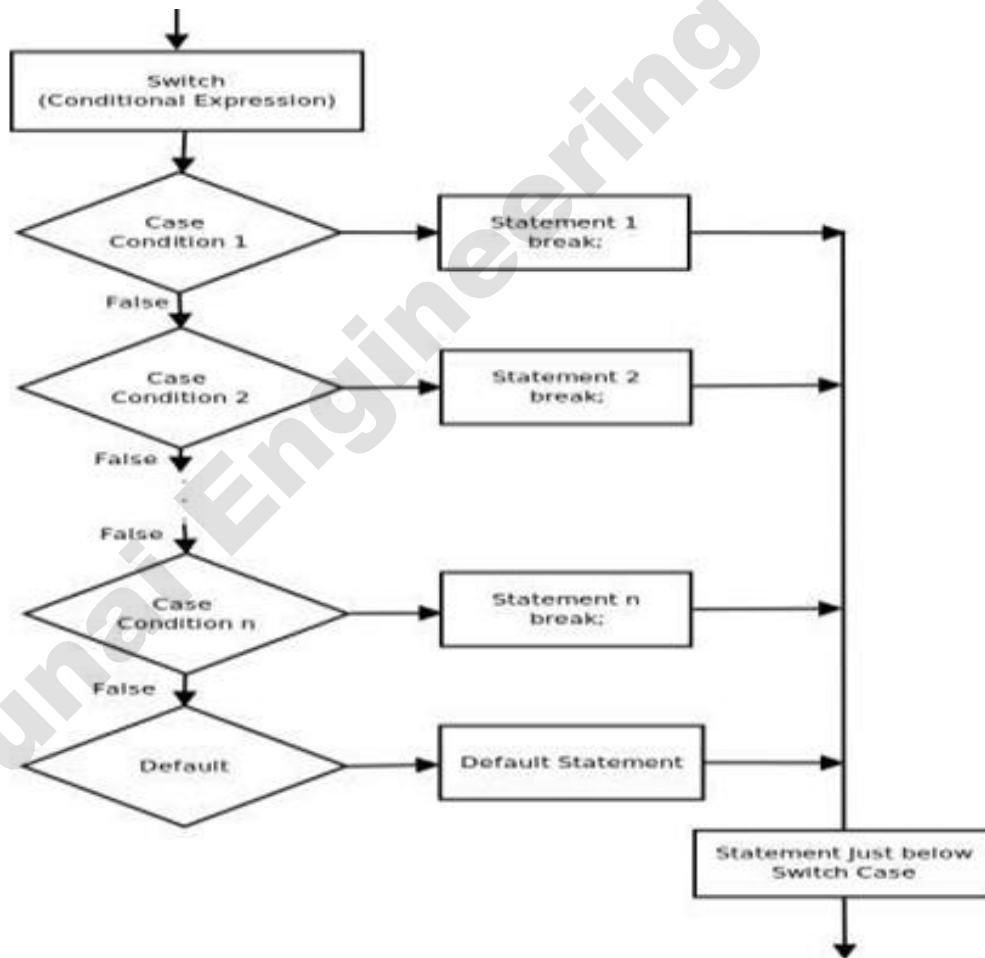 Switch
(Conditional Expression)
Case
Condition 1
Statement 1
break;
False
Case
Condition 2
Statement 2
break;
False
False
Case
Condition n
Statement n
break;
False
Default
Default Statement
Statement Just below
Switch Case
Engineering